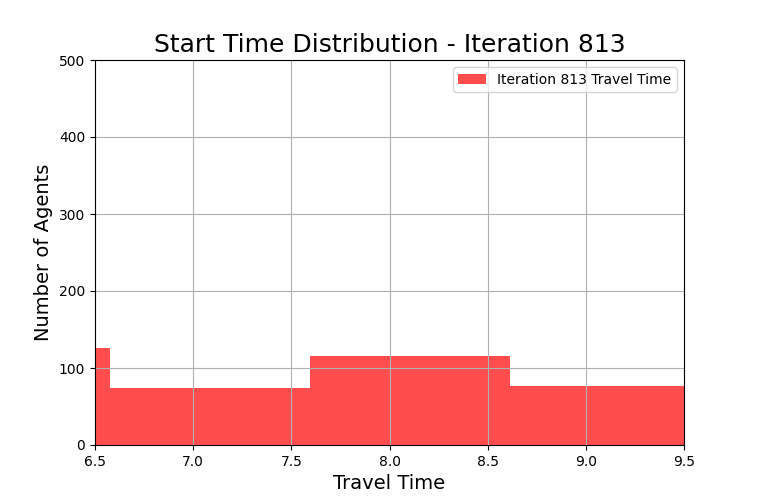 Start Time Distribution - Iteration 813
Iteration 813 Travel Time
Number of Agents
500
400
300
200
100
0
6.5 7.0 7.5 8.0 8.5 9.0 9.5
Travel Time